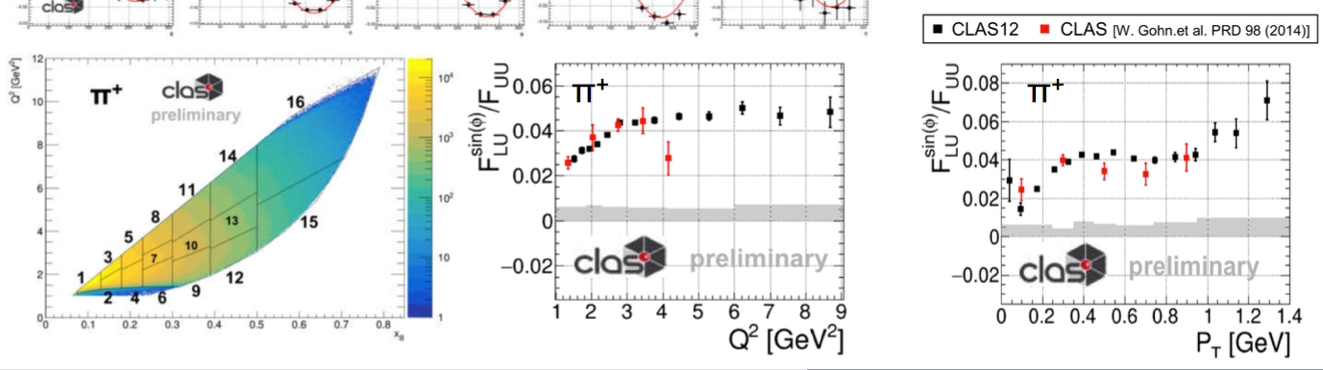 clas
■ CLAS12 ■ CLAS [W. Gohn.et al. PRD 98 (2014)]
Q² [GeV²]
12
10
8
6
4
2
0
π⁺
clas
preliminary
16
14
11
8
5
3
1
13
10
7
15
12
9
6
4
2
0 0.1 0.2 0.3 0.4 0.5 0.6 0.7 0.8
x_B
10⁴
10³
10²
10
1
F_LU^sin(ϕ)/F_UU
0.06
0.04
0.02
0
−0.02
π⁺
clas preliminary
1 2 3 4 5 6 7 8 9
Q² [GeV²]
F_LU^sin(ϕ)/F_UU
0.08
0.06
0.04
0.02
0
−0.02
π⁺
clas preliminary
0 0.2 0.4 0.6 0.8 1 1.2 1.4
P_T [GeV]